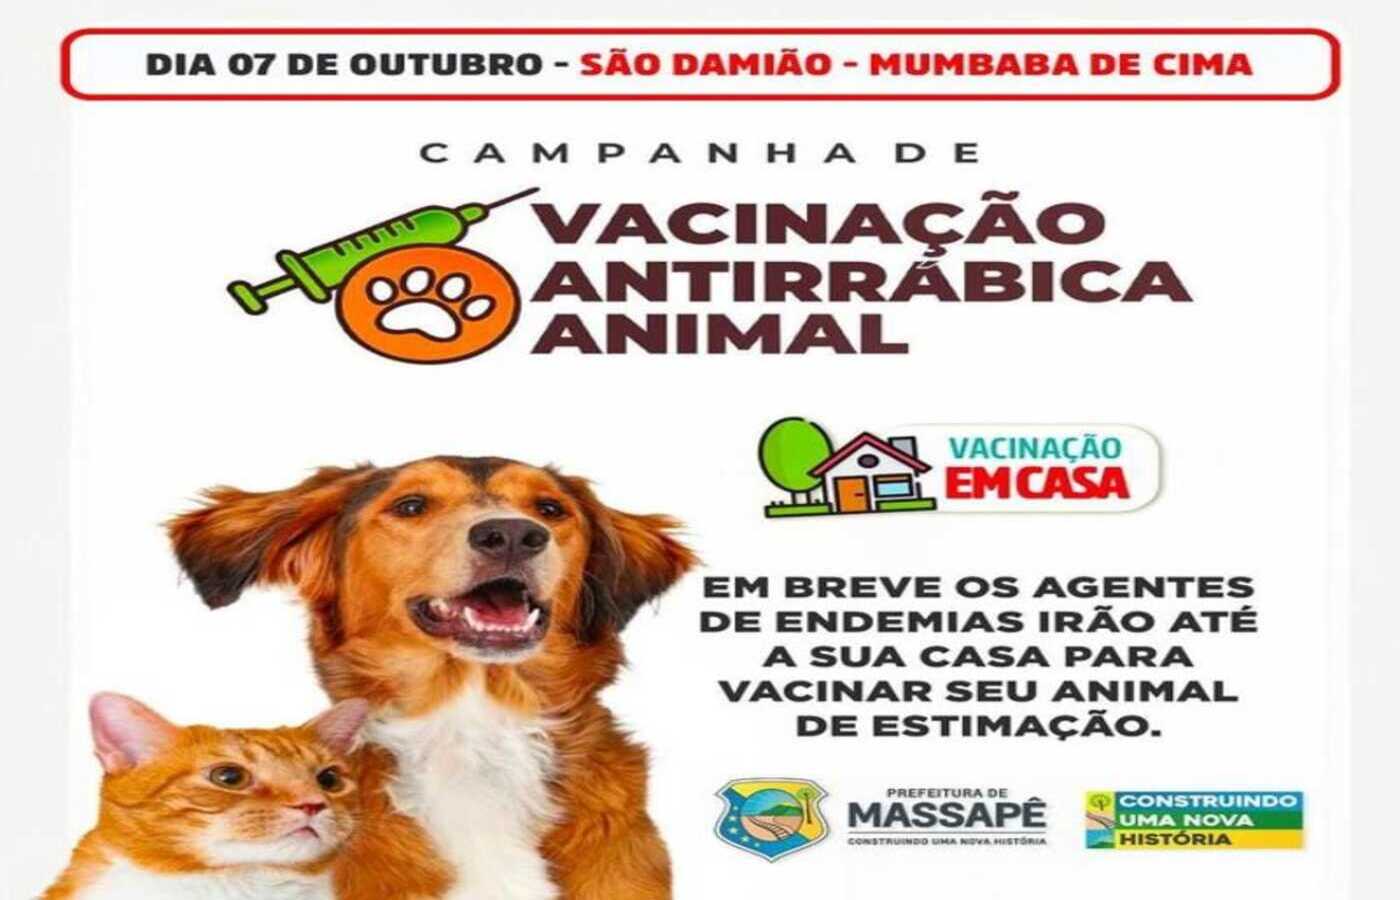 DIA 07 DE OUTUBRO - SÃO DAMIÃO - MUMBABA DE CIMA
CAMPANHA DE
VACINAÇÃO
ANTIRRÁBICA
ANIMAL
VACINAÇÃO
EM CASA
EM BREVE OS AGENTES
DE ENDEMIAS IRÃO ATÉ
A SUA CASA PARA
VACINAR SEU ANIMAL
DE ESTIMAÇÃO.
PREFEITURA DE
MASSAPÊ
CONSTRUINDO UMA NOVA HISTÓRIA
CONSTRUINDO
UMA NOVA
HISTÓRIA